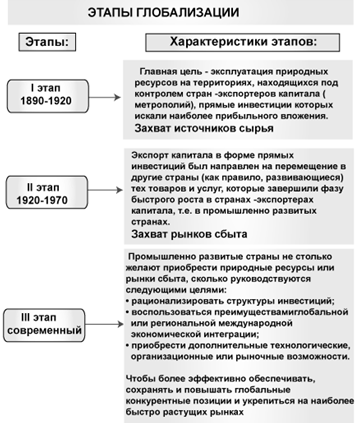 ЭТАПЫ ГЛОБАЛИЗАЦИИ
Этапы:
Характеристики этапов:
I этап
1890-1920
Главная цель - эксплуатация природных
ресурсов на территориях, находящихся под
контролем стран -экспортеров капитала (
метрополий), прямые инвестиции которых
искали наиболее прибыльного вложения.
Захват источников сырья
II этап
1920-1970
Экспорт капитала в форме прямых
инвестиций был направлен на перемещение в
другие страны (как правило, развивающиеся)
тех товаров и услуг, которые завершили фазу
быстрого роста в странах -экспортерах
капитала, т.е. в промышленно развитых
странах.
Захват рынков сбыта
III этап
современный
Промышленно развитые страны не столько
желают приобрести природные ресурсы или
рынки сбыта, сколько руководствуются
следующими целями:
• рационализировать структуры инвестиций;
• воспользоваться преимуществамиглобальной
или региональной международной
экономической интеграции;
• приобрести дополнительные технологические,
организационные или рыночные возможности.
Чтобы более эффективно обеспечивать,
сохранять и повышать глобальные
конкурентные позиции и укрепиться на наиболее
быстро растущих рынках